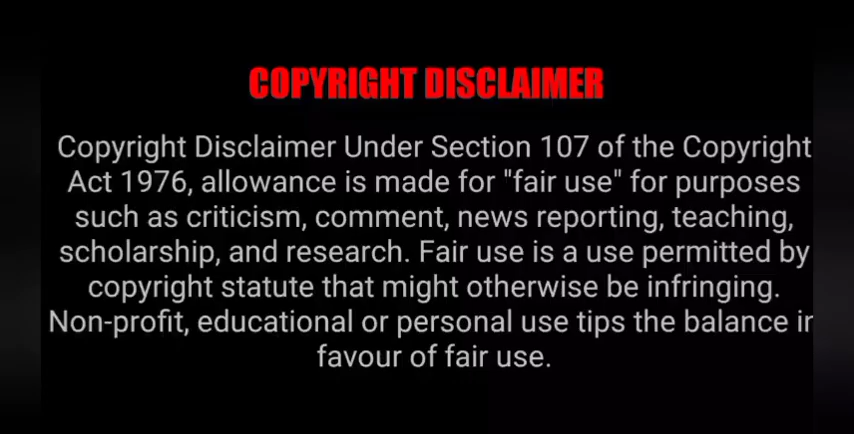 COPYRIGHT DISCLAIMER
Copyright Disclaimer Under Section 107 of the Copyright
Act 1976, allowance is made for "fair use" for purposes
such as criticism, comment, news reporting, teaching,
scholarship, and research. Fair use is a use permitted by
copyright statute that might otherwise be infringing.
Non-profit, educational or personal use tips the balance in
favour of fair use.